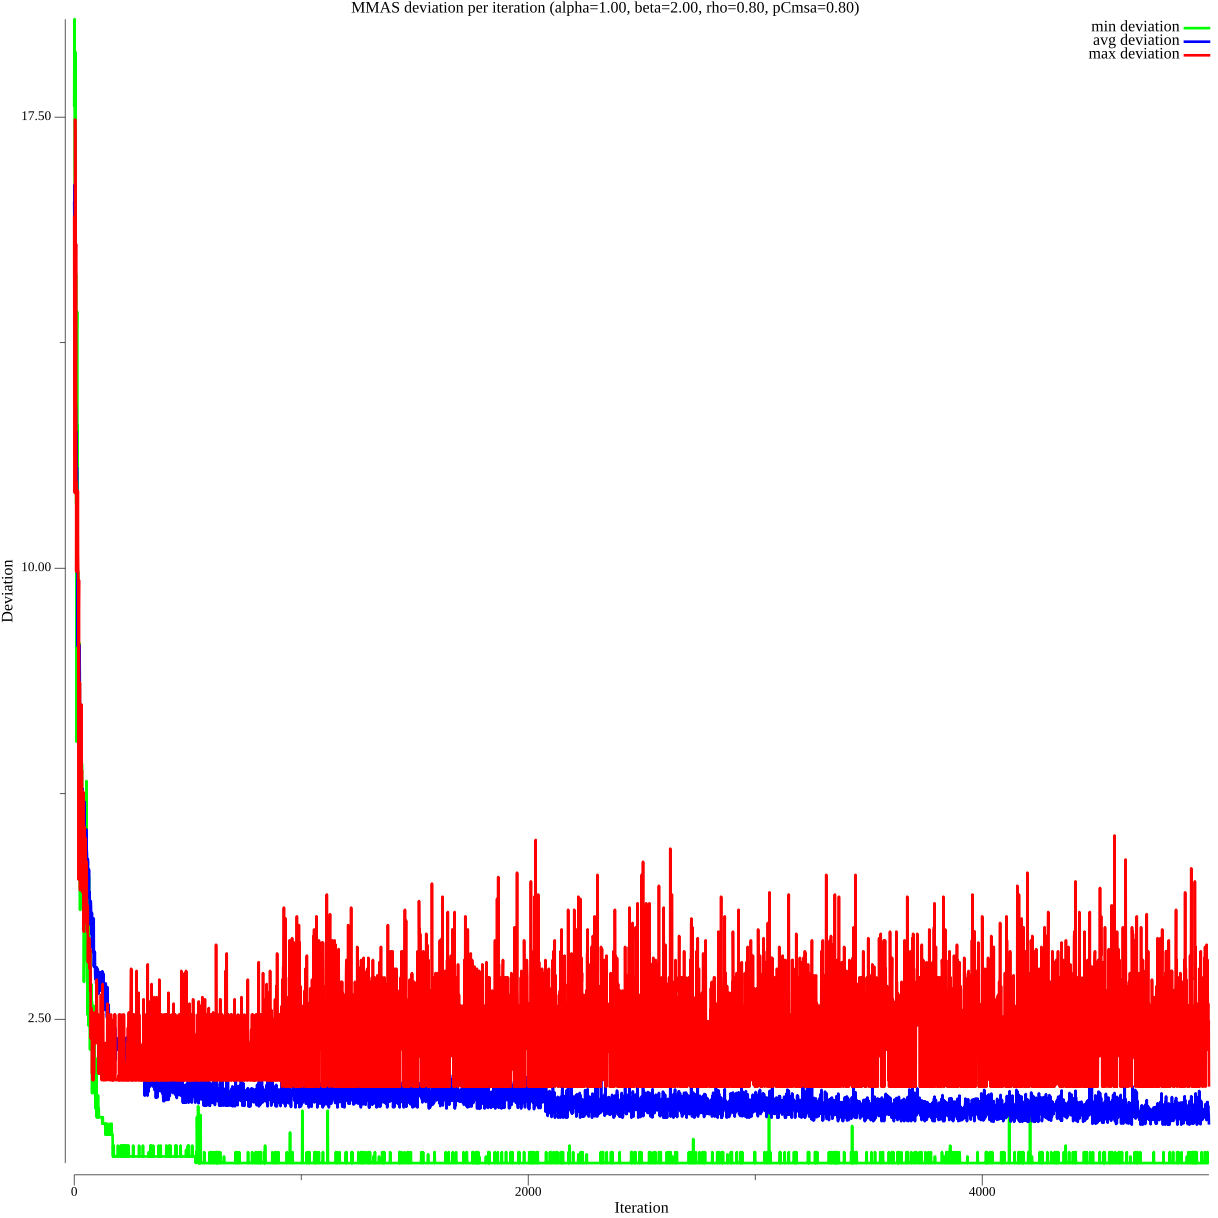 MMAS deviation per iteration (alpha=1.00, beta=2.00, rho=0.80, pCmsa=0.80)
min deviation
avg deviation
max deviation
17.50
10.00
2.50
Deviation
0
2000
4000
Iteration